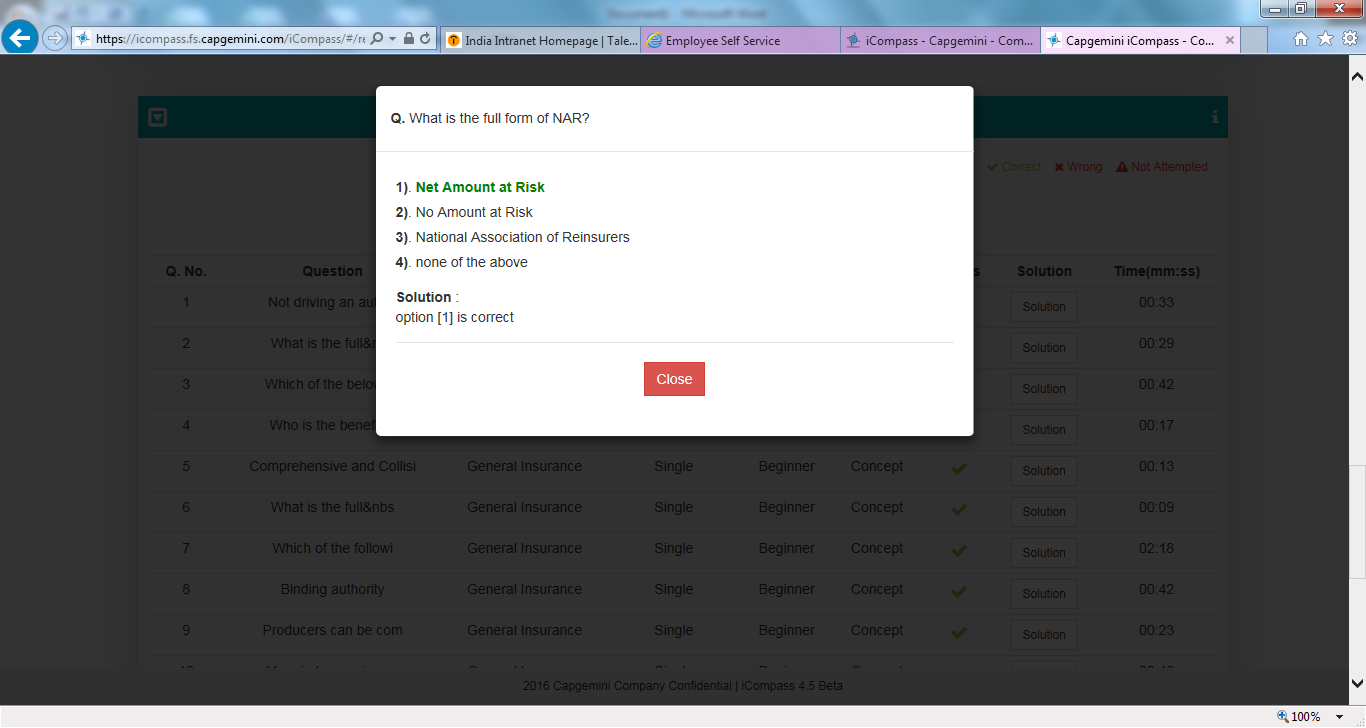 https://icompass.fs.capgemini.com/iCompass/#/re
India Intranet Homepage | Tale...
Employee Self Service
iCompass - Capgemini - Com...
Capgemini iCompass - Co...
Q. What is the full form of NAR?
1). Net Amount at Risk
2). No Amount at Risk
3). National Association of Reinsurers
4). none of the above
Solution :
option [1] is correct
Close
Correct Wrong Not Attempted
Q. No. Question s Solution Time(mm:ss)
1 Not driving an au Solution 00:33
2 What is the full& Solution 00:29
3 Which of the belo Solution 00:42
4 Who is the benef Solution 00:17
5 Comprehensive and Collisi General Insurance Single Beginner Concept Solution 00:13
6 What is the full&nbs General Insurance Single Beginner Concept Solution 00:09
7 Which of the followi General Insurance Single Beginner Concept Solution 02:18
8 Binding authority General Insurance Single Beginner Concept Solution 00:42
9 Producers can be com General Insurance Single Beginner Concept Solution 00:23
2016 Capgemini Company Confidential | iCompass 4.5 Beta
100%